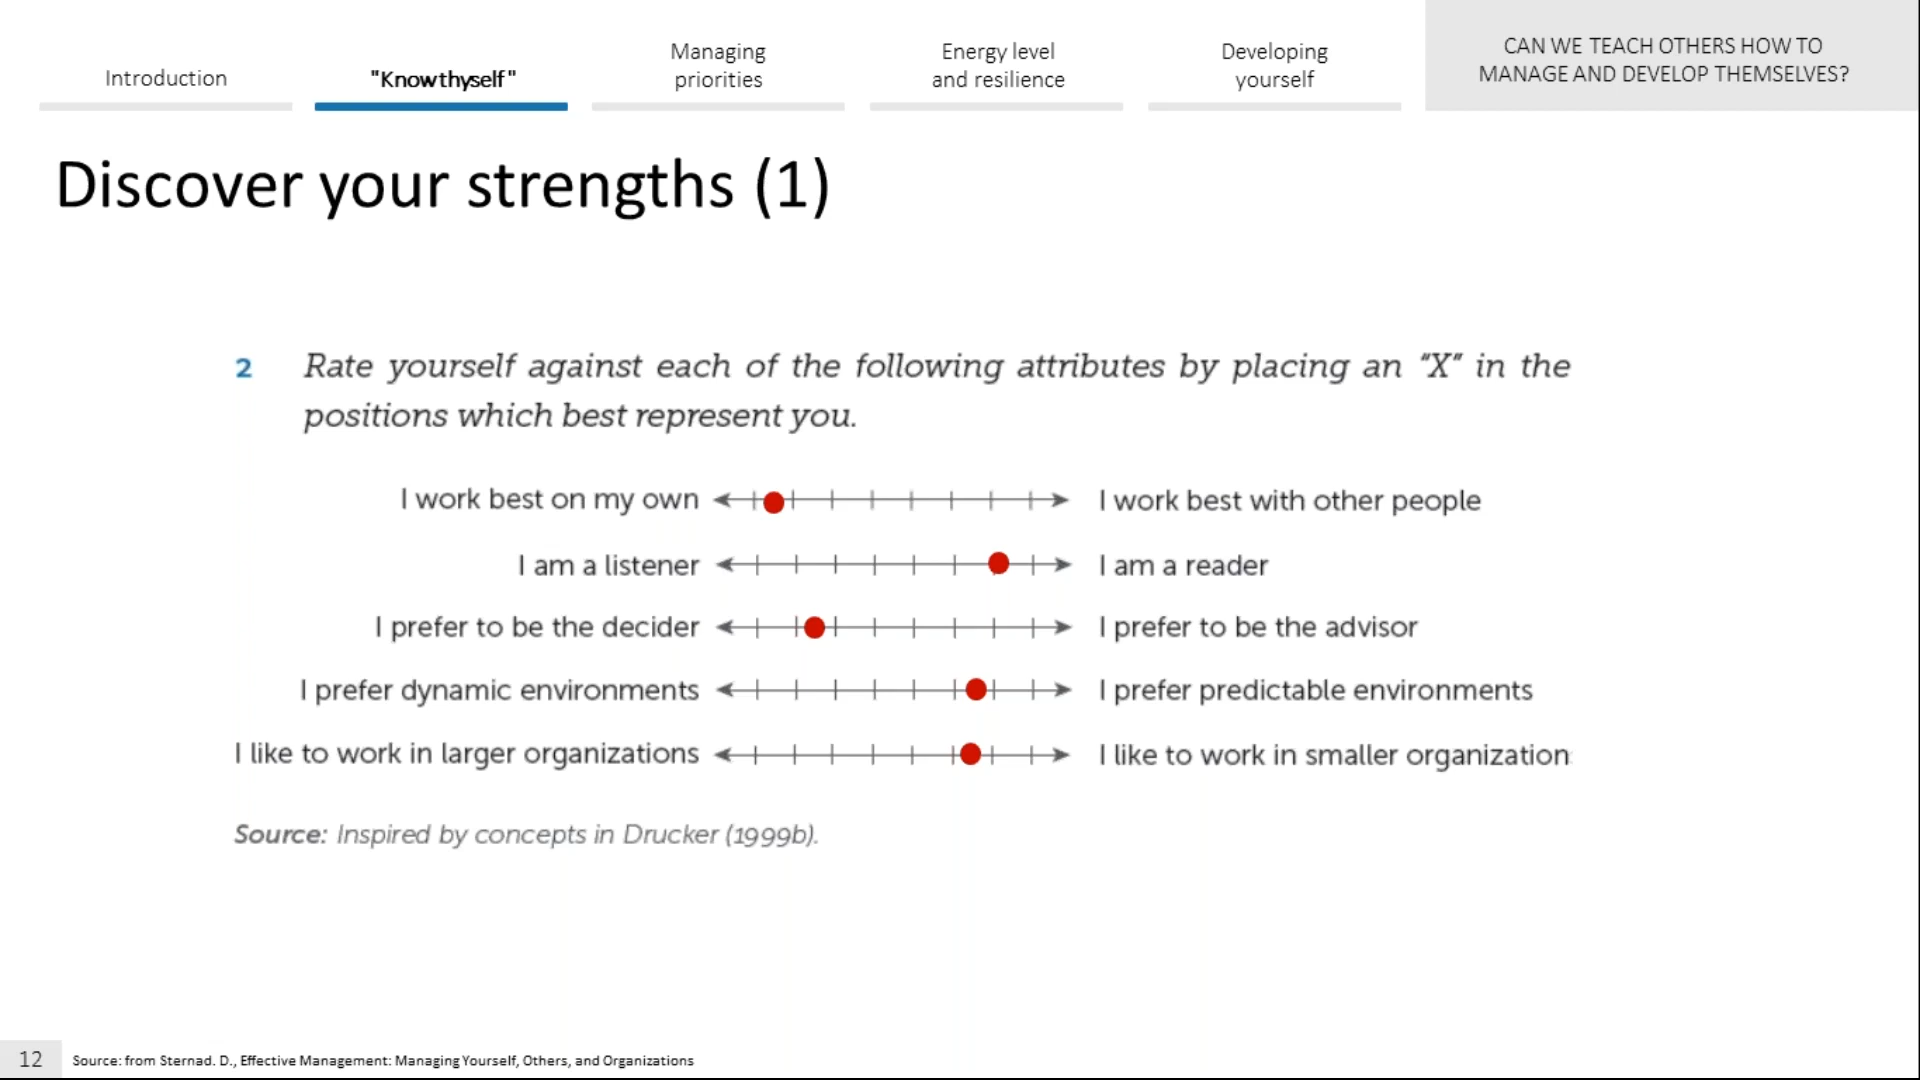 Introduction
"Know thyself"
Managing
priorities
Energy level
and resilience
Developing
yourself
CAN WE TEACH OTHERS HOW TO
MANAGE AND DEVELOP THEMSELVES?
Discover your strengths (1)
2 Rate yourself against each of the following attributes by placing an "X" in the
positions which best represent you.
I work best on my own I work best with other people
I am a listener I am a reader
I prefer to be the decider I prefer to be the advisor
I prefer dynamic environments I prefer predictable environments
I like to work in larger organizations I like to work in smaller organization
Source: Inspired by concepts in Drucker (1999b).
12 Source: from Sternad. D., Effective Management: Managing Yourself, Others, and Organizations